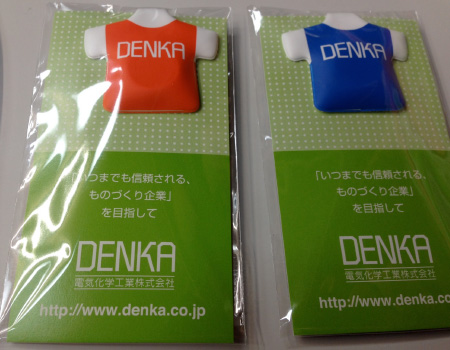 DENKA
「いつまでも信頼される、
ものづくり企業」
を目指して
DENKA
電気化学工業株式会社
http://www.denka.co.jp
DENKA
「いつまでも信頼される、
ものづくり企業」
を目指して
DENKA
電気化学工業株式会社
http://www.denka.co.jp